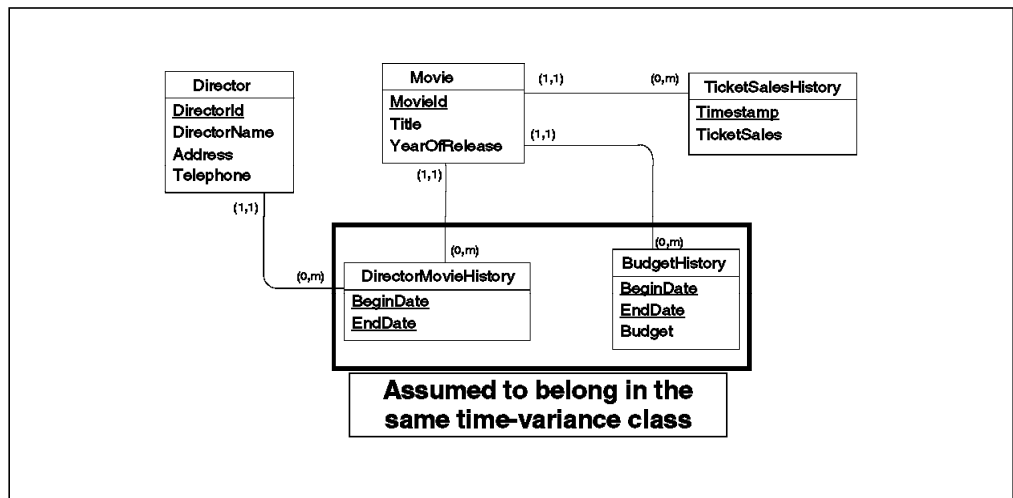 Director
DirectorId
DirectorName
Address
Telephone
(1,1)
(0,m)
Movie
MovieId
Title
YearOfRelease
(1,1)
(0,m)
(1,1)
(1,1)
TicketSalesHistory
Timestamp
TicketSales
(0,m)
DirectorMovieHistory
BeginDate
EndDate
(0,m)
BudgetHistory
BeginDate
EndDate
Budget
Assumed to belong in the
same time-variance class